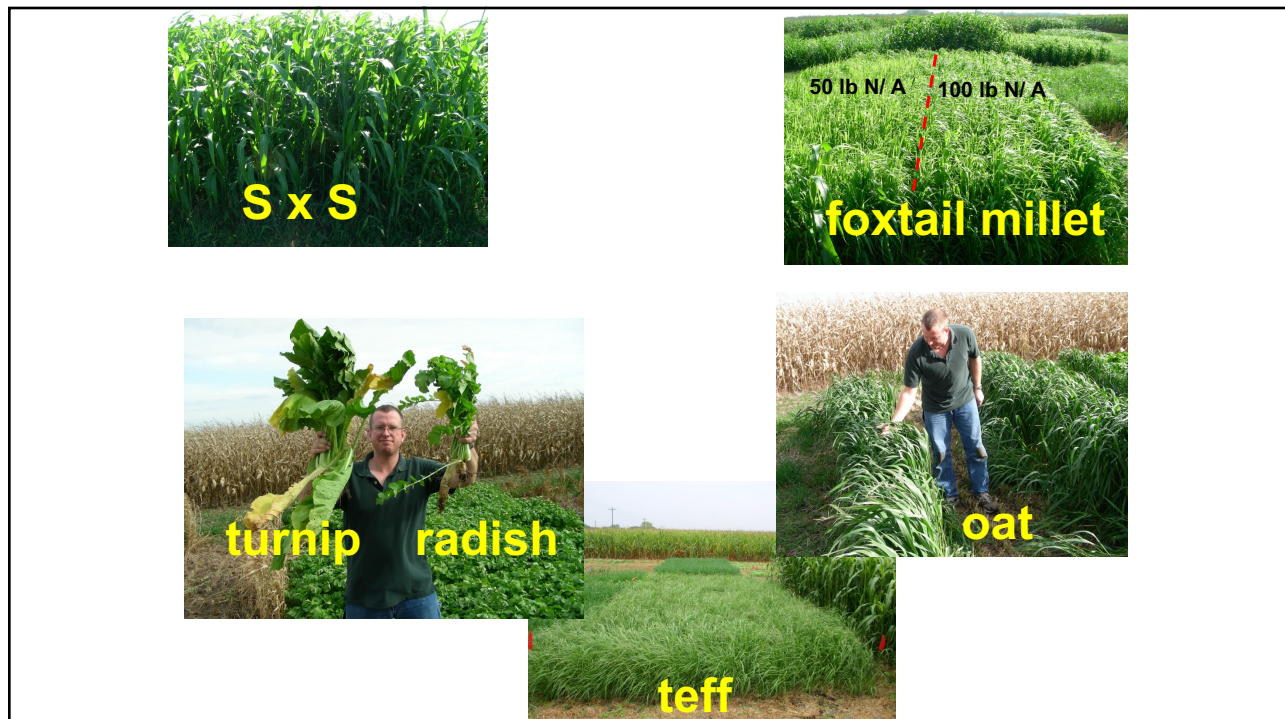 S x S
50 lb N/ A 100 lb N/ A
foxtail millet
turnip radish
oat
teff